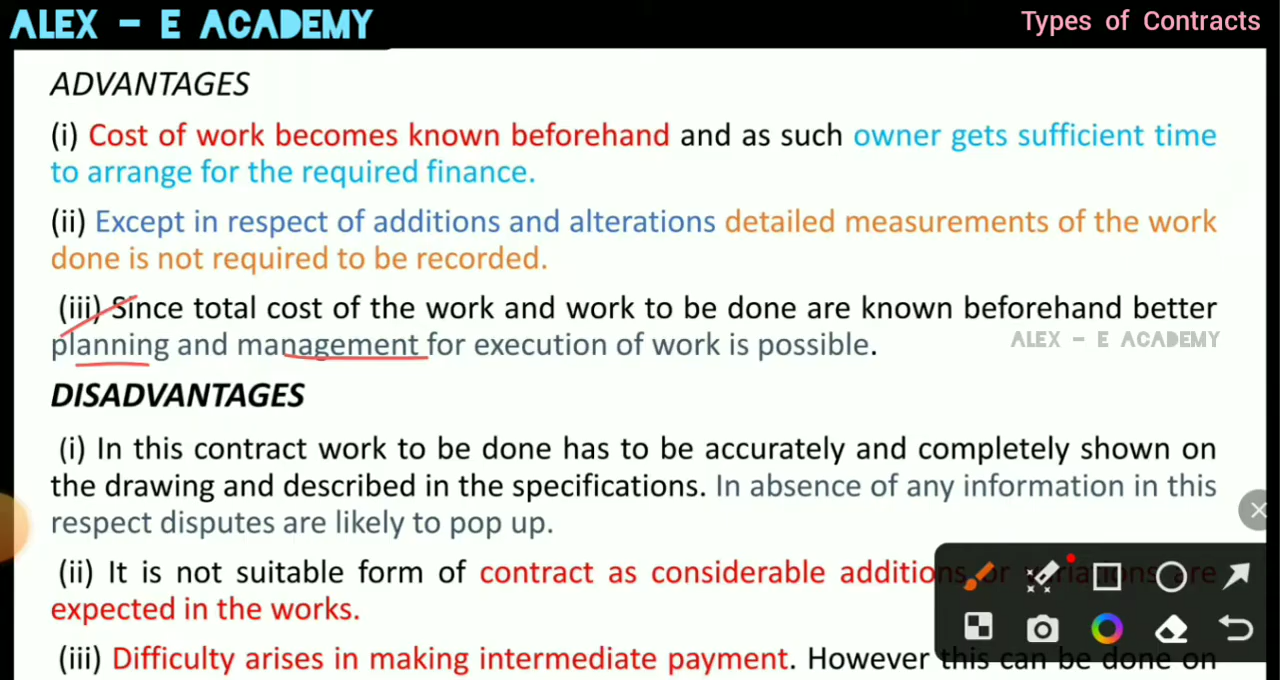 ALEX - E ACADEMY
Types of Contracts
ADVANTAGES
(i) Cost of work becomes known beforehand and as such owner gets sufficient time
to arrange for the required finance.
(ii) Except in respect of additions and alterations detailed measurements of the work
done is not required to be recorded.
(iii) Since total cost of the work and work to be done are known beforehand better
planning and management for execution of work is possible.
ALEX - E ACADEMY
DISADVANTAGES
(i) In this contract work to be done has to be accurately and completely shown on
the drawing and described in the specifications. In absence of any information in this
respect disputes are likely to pop up.
(ii) It is not suitable form of contract as considerable additions or variations are
expected in the works.
(iii) Difficulty arises in making intermediate payment. However this can be done on